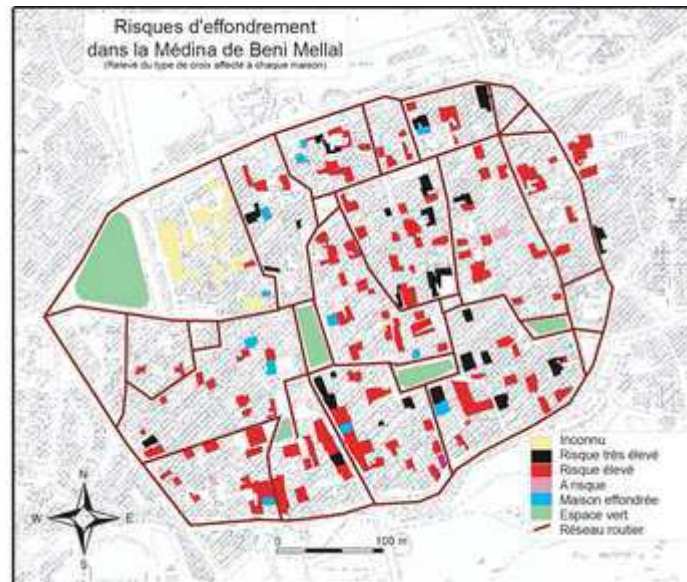 Risques d'effondrement
dans la Médina de Beni Mellal
(Relevé du type de croix affecté à chaque maison)
Inconnu
Risque très élevé
Risque élevé
A risque
Maison effondrée
Espace vert
Réseau routier
N
W
E
S
0
100 m